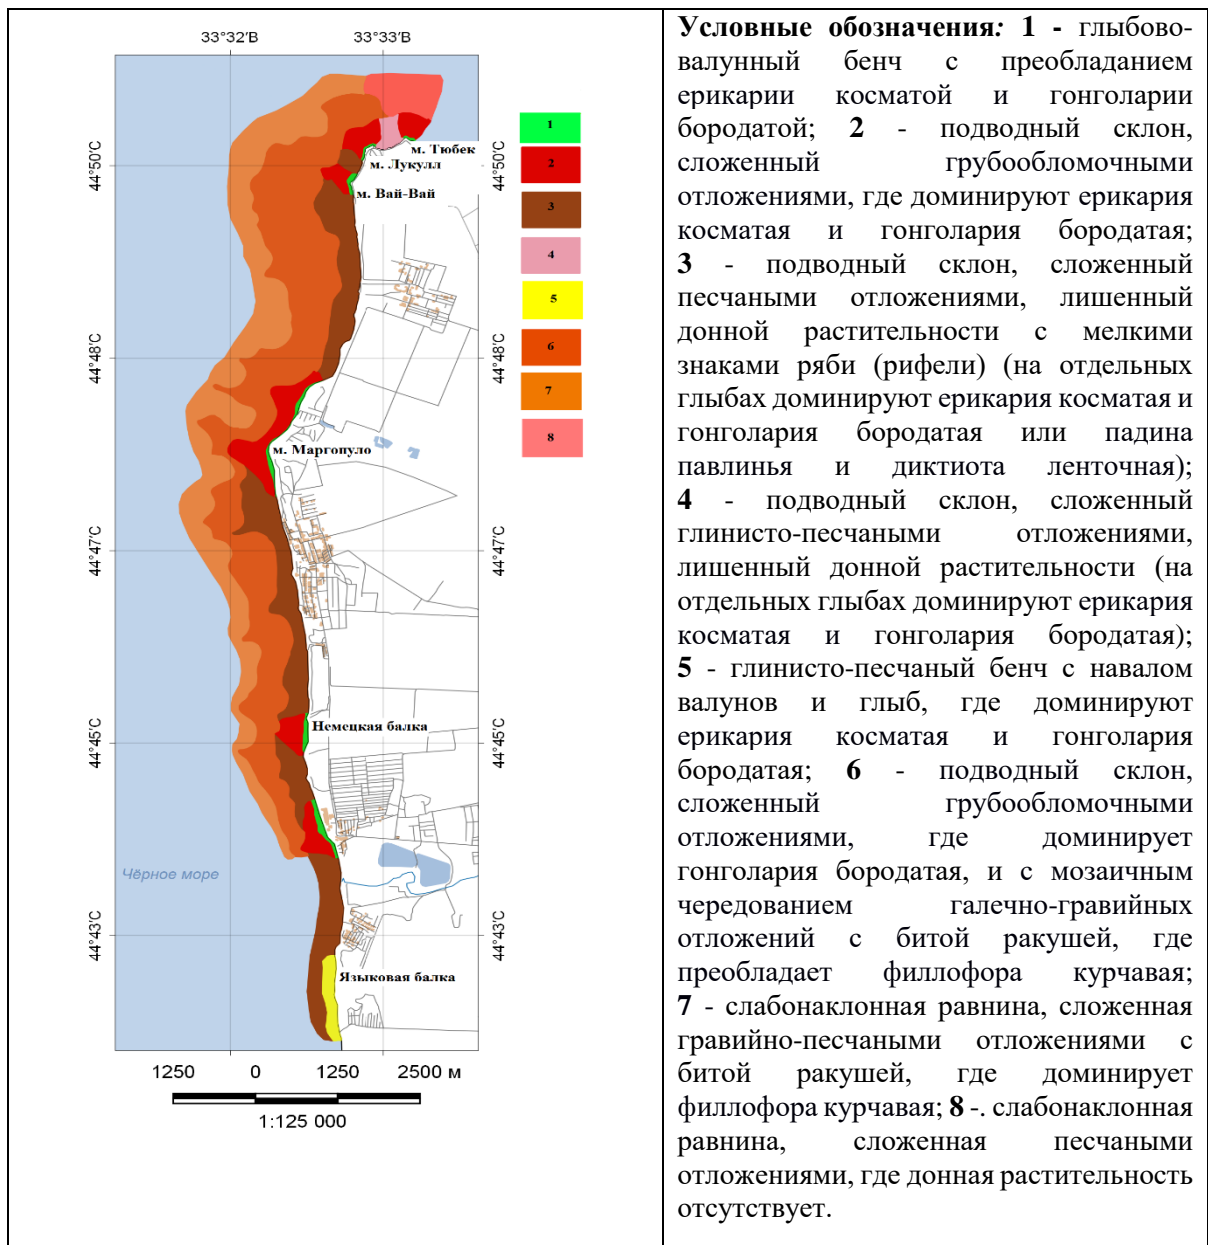 33°32'В
33°33'В
44°50'С
44°50'С
44°48'С
44°48'С
44°47'С
44°47'С
44°45'С
44°45'С
44°43'С
44°43'С
м. Тюбек
м. Лукулл
м. Вай-Вай
м. Маргопуло
Немецкая балка
Языковая балка
Чёрное море
1
2
3
4
5
6
7
8
1250 0 1250 2500 м
1:125 000
Условные обозначения: 1 - глыбово-
валунный бенч с преобладанием
ерикарии косматой и гонголарии
бородатой; 2 - подводный склон,
сложенный грубообломочными
отложениями, где доминируют ерикария
косматая и гонголария бородатая;
3 - подводный склон, сложенный
песчаными отложениями, лишенный
донной растительности с мелкими
знаками ряби (рифели) (на отдельных
глыбах доминируют ерикария косматая и
гонголария бородатая или падина
павлинья и диктиота ленточная);
4 - подводный склон, сложенный
глинисто-песчаными отложениями,
лишенный донной растительности (на
отдельных глыбах доминируют ерикария
косматая и гонголария бородатая);
5 - глинисто-песчаный бенч с навалом
валунов и глыб, где доминируют
ерикария косматая и гонголария
бородатая; 6 - подводный склон,
сложенный грубообломочными
отложениями, где доминирует
гонголария бородатая, и с мозаичным
чередованием галечно-гравийных
отложений с битой ракушей, где
преобладает филлофора курчавая;
7 - слабонаклонная равнина, сложенная
гравийно-песчаными отложениями с
битой ракушей, где доминирует
филлофора курчавая; 8 -. слабонаклонная
равнина, сложенная песчаными
отложениями, где донная растительность
отсутствует.